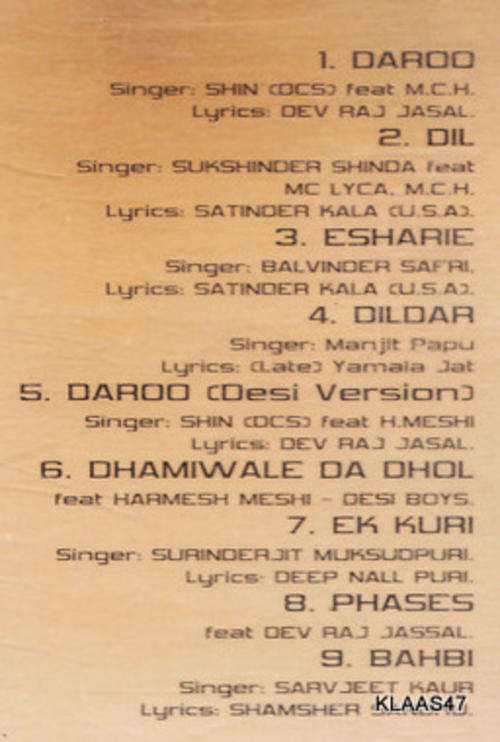 1. DAROO
Singer: SHIN (DCS) feat M.C.H.
Lyrics: DEV RAJ JASAL.
2. DIL
Singer: SUKSHINDER SHINDA feat
MC LYCA, M.C.H.
Lyrics: SATINDER KALA (U.S.A).
3. ESHARIE
Singer: BALVINDER SAFRI,
Lyrics: SATINDER KALA (U.S.A).
4. DILDAR
Singer: Manjit Papu
Lyrics: (Late) Yamala Jat
5. DAROO (Desi Version)
Singer: SHIN (DCS) feat H.MESHI
Lyrics: DEV RAJ JASAL.
6. DHAMIWALE DA DHOL
feat HARMESH MESHI - DESI BOYS.
7. EK KURI
Singer: SURINDERJIT MUKSUDPURI,
Lyrics: DEEP NALL PURI,
8. PHASES
feat DEV RAJ JASSAL.
9. BAHBI
Singer: SARVJEET KAUR
Lyrics: SHAMSHER
KLAAS47